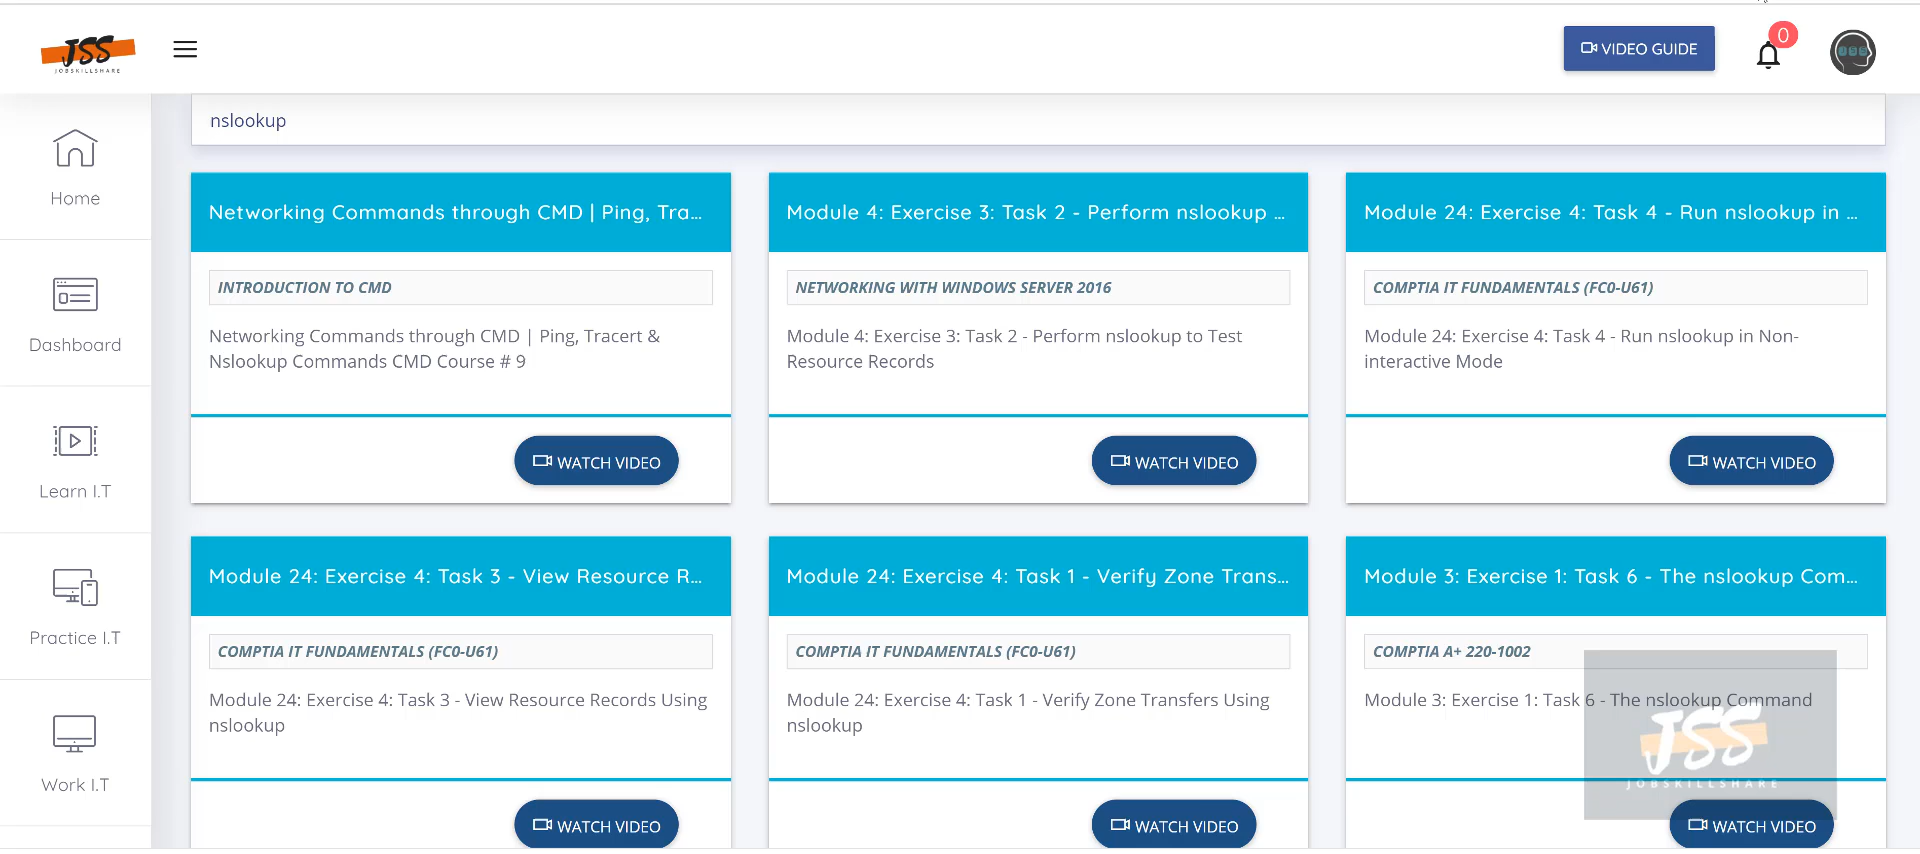 JSS
JOBSKILLSHARE
VIDEO GUIDE
0
JSS
nslookup
Home
Dashboard
Learn I.T
Practice I.T
Work I.T
Networking Commands through CMD | Ping, Tra...
INTRODUCTION TO CMD
Networking Commands through CMD | Ping, Tracert &
Nslookup Commands CMD Course # 9
WATCH VIDEO
Module 4: Exercise 3: Task 2 - Perform nslookup ...
NETWORKING WITH WINDOWS SERVER 2016
Module 4: Exercise 3: Task 2 - Perform nslookup to Test
Resource Records
WATCH VIDEO
Module 24: Exercise 4: Task 4 - Run nslookup in ...
COMPTIA IT FUNDAMENTALS (FC0-U61)
Module 24: Exercise 4: Task 4 - Run nslookup in Non-
interactive Mode
WATCH VIDEO
Module 24: Exercise 4: Task 3 - View Resource R...
COMPTIA IT FUNDAMENTALS (FC0-U61)
Module 24: Exercise 4: Task 3 - View Resource Records Using
nslookup
WATCH VIDEO
Module 24: Exercise 4: Task 1 - Verify Zone Trans...
COMPTIA IT FUNDAMENTALS (FC0-U61)
Module 24: Exercise 4: Task 1 - Verify Zone Transfers Using
nslookup
WATCH VIDEO
Module 3: Exercise 1: Task 6 - The nslookup Com...
COMPTIA A+ 220-1002
Module 3: Exercise 1: Task 6 - The nslookup Command
JSS
JOBSKILLSHARE
WATCH VIDEO